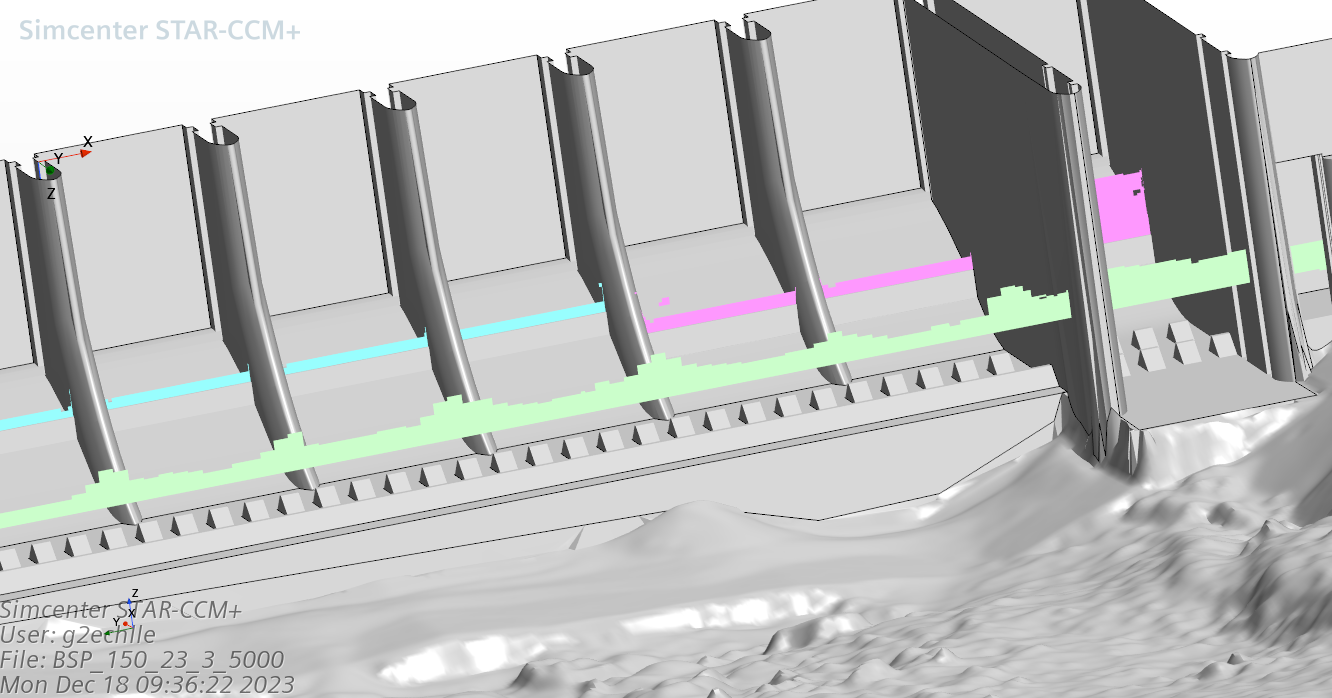 Simcenter STAR-CCM+
X
Y
Z
Z
X
Y
Simcenter STAR-CCM+
User: g2echile
File: BSP_150_23_3_5000
Mon Dec 18 09:36:22 2023